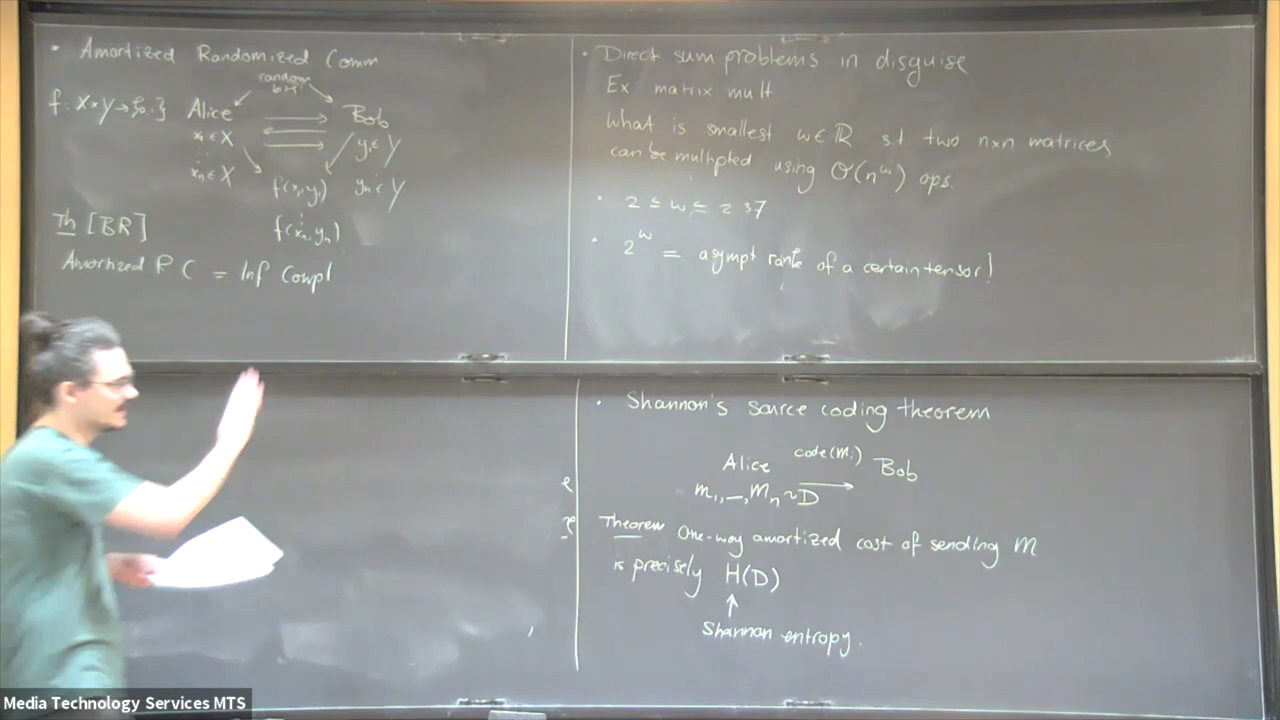 • Amortized Randomized Comm
random
bits
f: X×Y→{0,1} Alice Bob
x₁∈X y₁∈Y
⋮
xₙ∈X f(x₁,y₁) yₙ∈Y
⋮
f(xₙ,yₙ)
Th [BR]
Amortized R C = Inf Compl
• Direct sum problems in disguise
Ex matrix mult
What is smallest w∈ℝ s.t. two n×n matrices
can be multipled using O(nʷ) ops.
• 2 ≤ w ≤ 2 37
• 2ʷ = asympt rank of a certain tensor!
• Shannon's source coding theorem
Alice code(mᵢ) Bob
m₁,—,Mₙ ~ D
Theorem One-way amortized cost of sending M
is precisely H(D)
↑
Shannon entropy.
Media Technology Services MTS